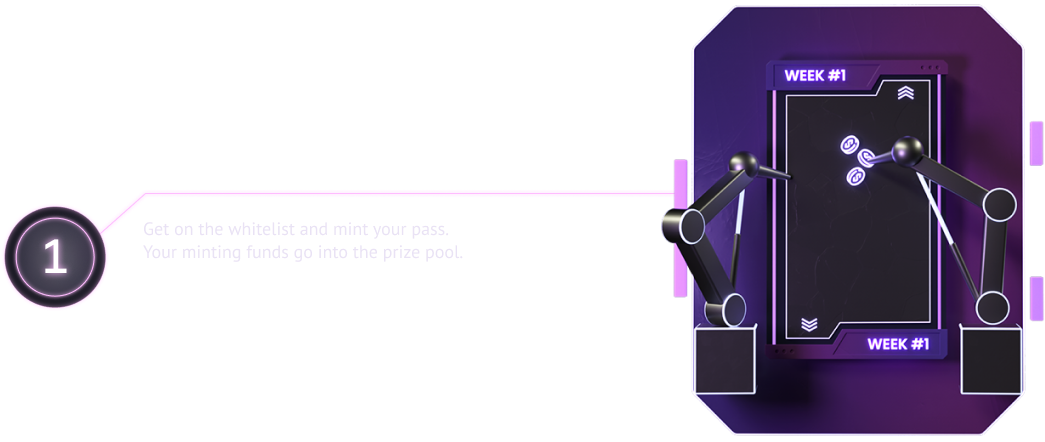 WEEK #1
Get on the whitelist and mint your pass.
Your minting funds go into the prize pool.
1
WEEK #1